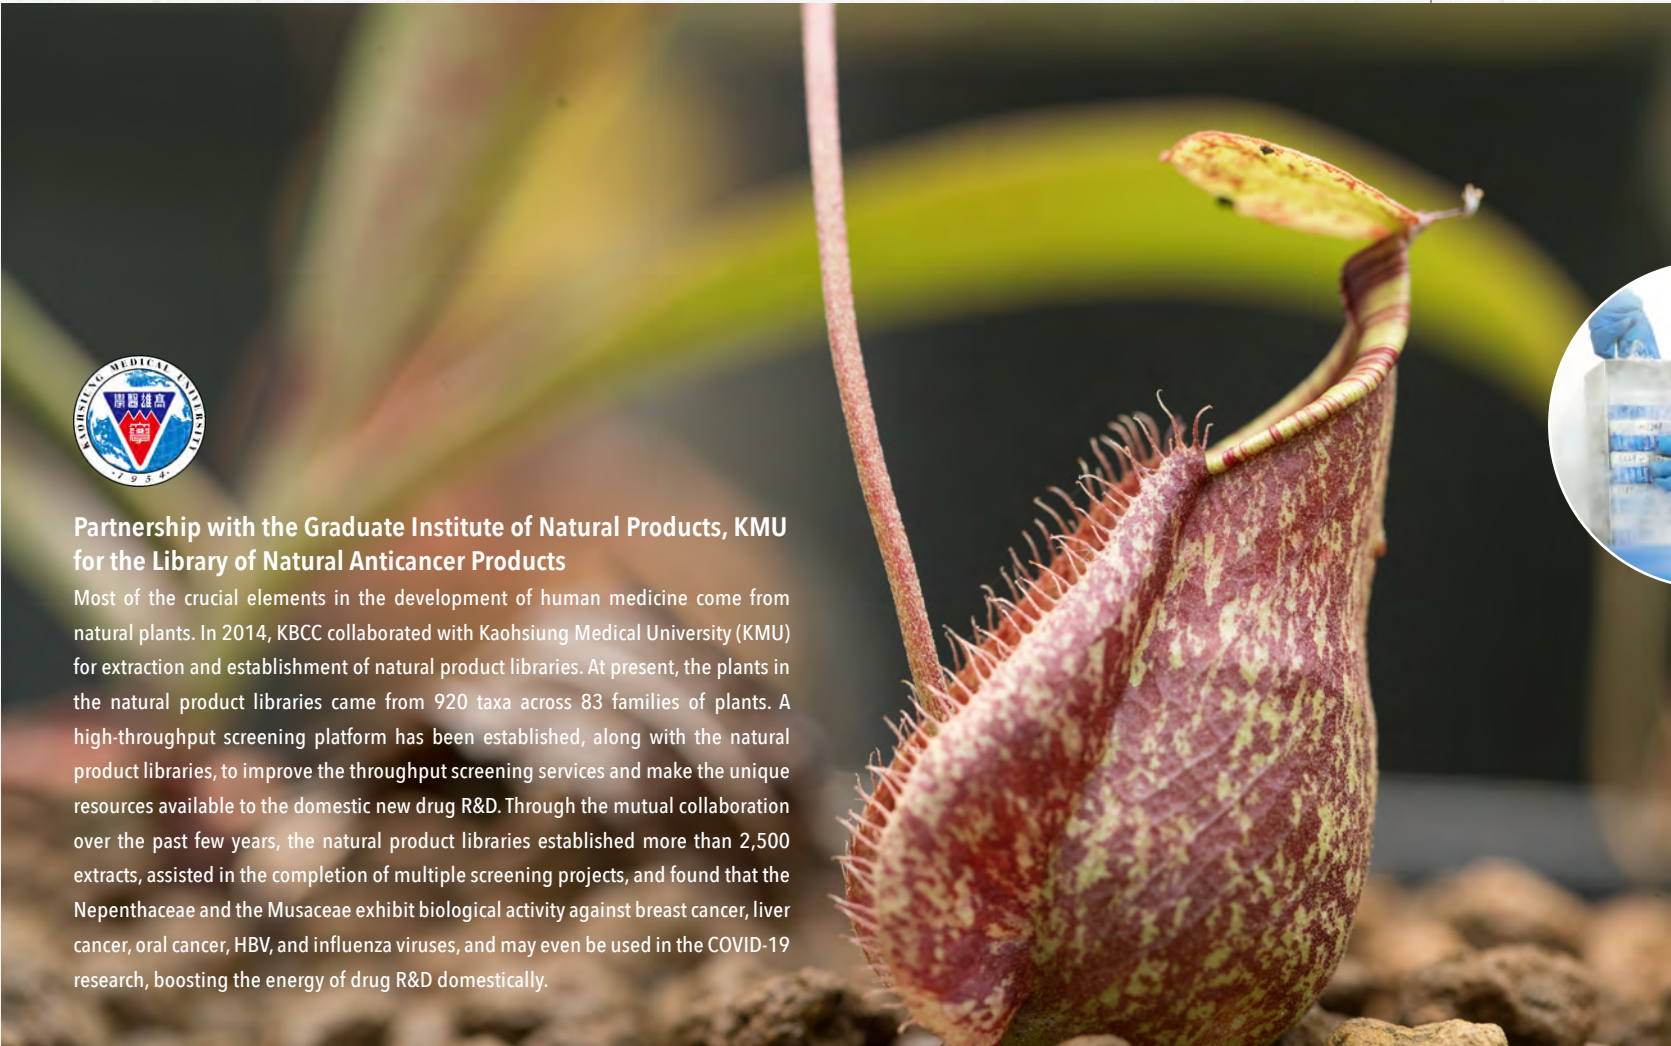 KAOHSIUNG MEDICAL UNIVERSITY
學醫雄高
·1954·
Partnership with the Graduate Institute of Natural Products, KMU
for the Library of Natural Anticancer Products
Most of the crucial elements in the development of human medicine come from
natural plants. In 2014, KBCC collaborated with Kaohsiung Medical University (KMU)
for extraction and establishment of natural product libraries. At present, the plants in
the natural product libraries came from 920 taxa across 83 families of plants. A
high-throughput screening platform has been established, along with the natural
product libraries, to improve the throughput screening services and make the unique
resources available to the domestic new drug R&D. Through the mutual collaboration
over the past few years, the natural product libraries established more than 2,500
extracts, assisted in the completion of multiple screening projects, and found that the
Nepenthaceae and the Musaceae exhibit biological activity against breast cancer, liver
cancer, oral cancer, HBV, and influenza viruses, and may even be used in the COVID-19
research, boosting the energy of drug R&D domestically.